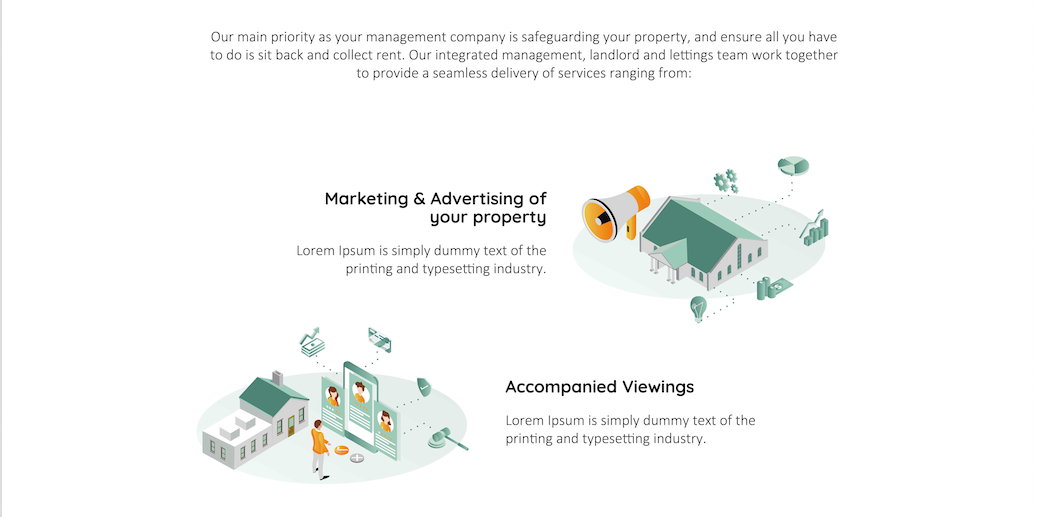 Our main priority as your management company is safeguarding your property, and ensure all you have
to do is sit back and collect rent. Our integrated management, landlord and lettings team work together
to provide a seamless delivery of services ranging from:
Marketing & Advertising of
your property
Lorem Ipsum is simply dummy text of the
printing and typesetting industry.
Accompanied Viewings
Lorem Ipsum is simply dummy text of the
printing and typesetting industry.